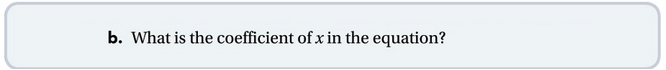 b. What is the coefficient of x in the equation?